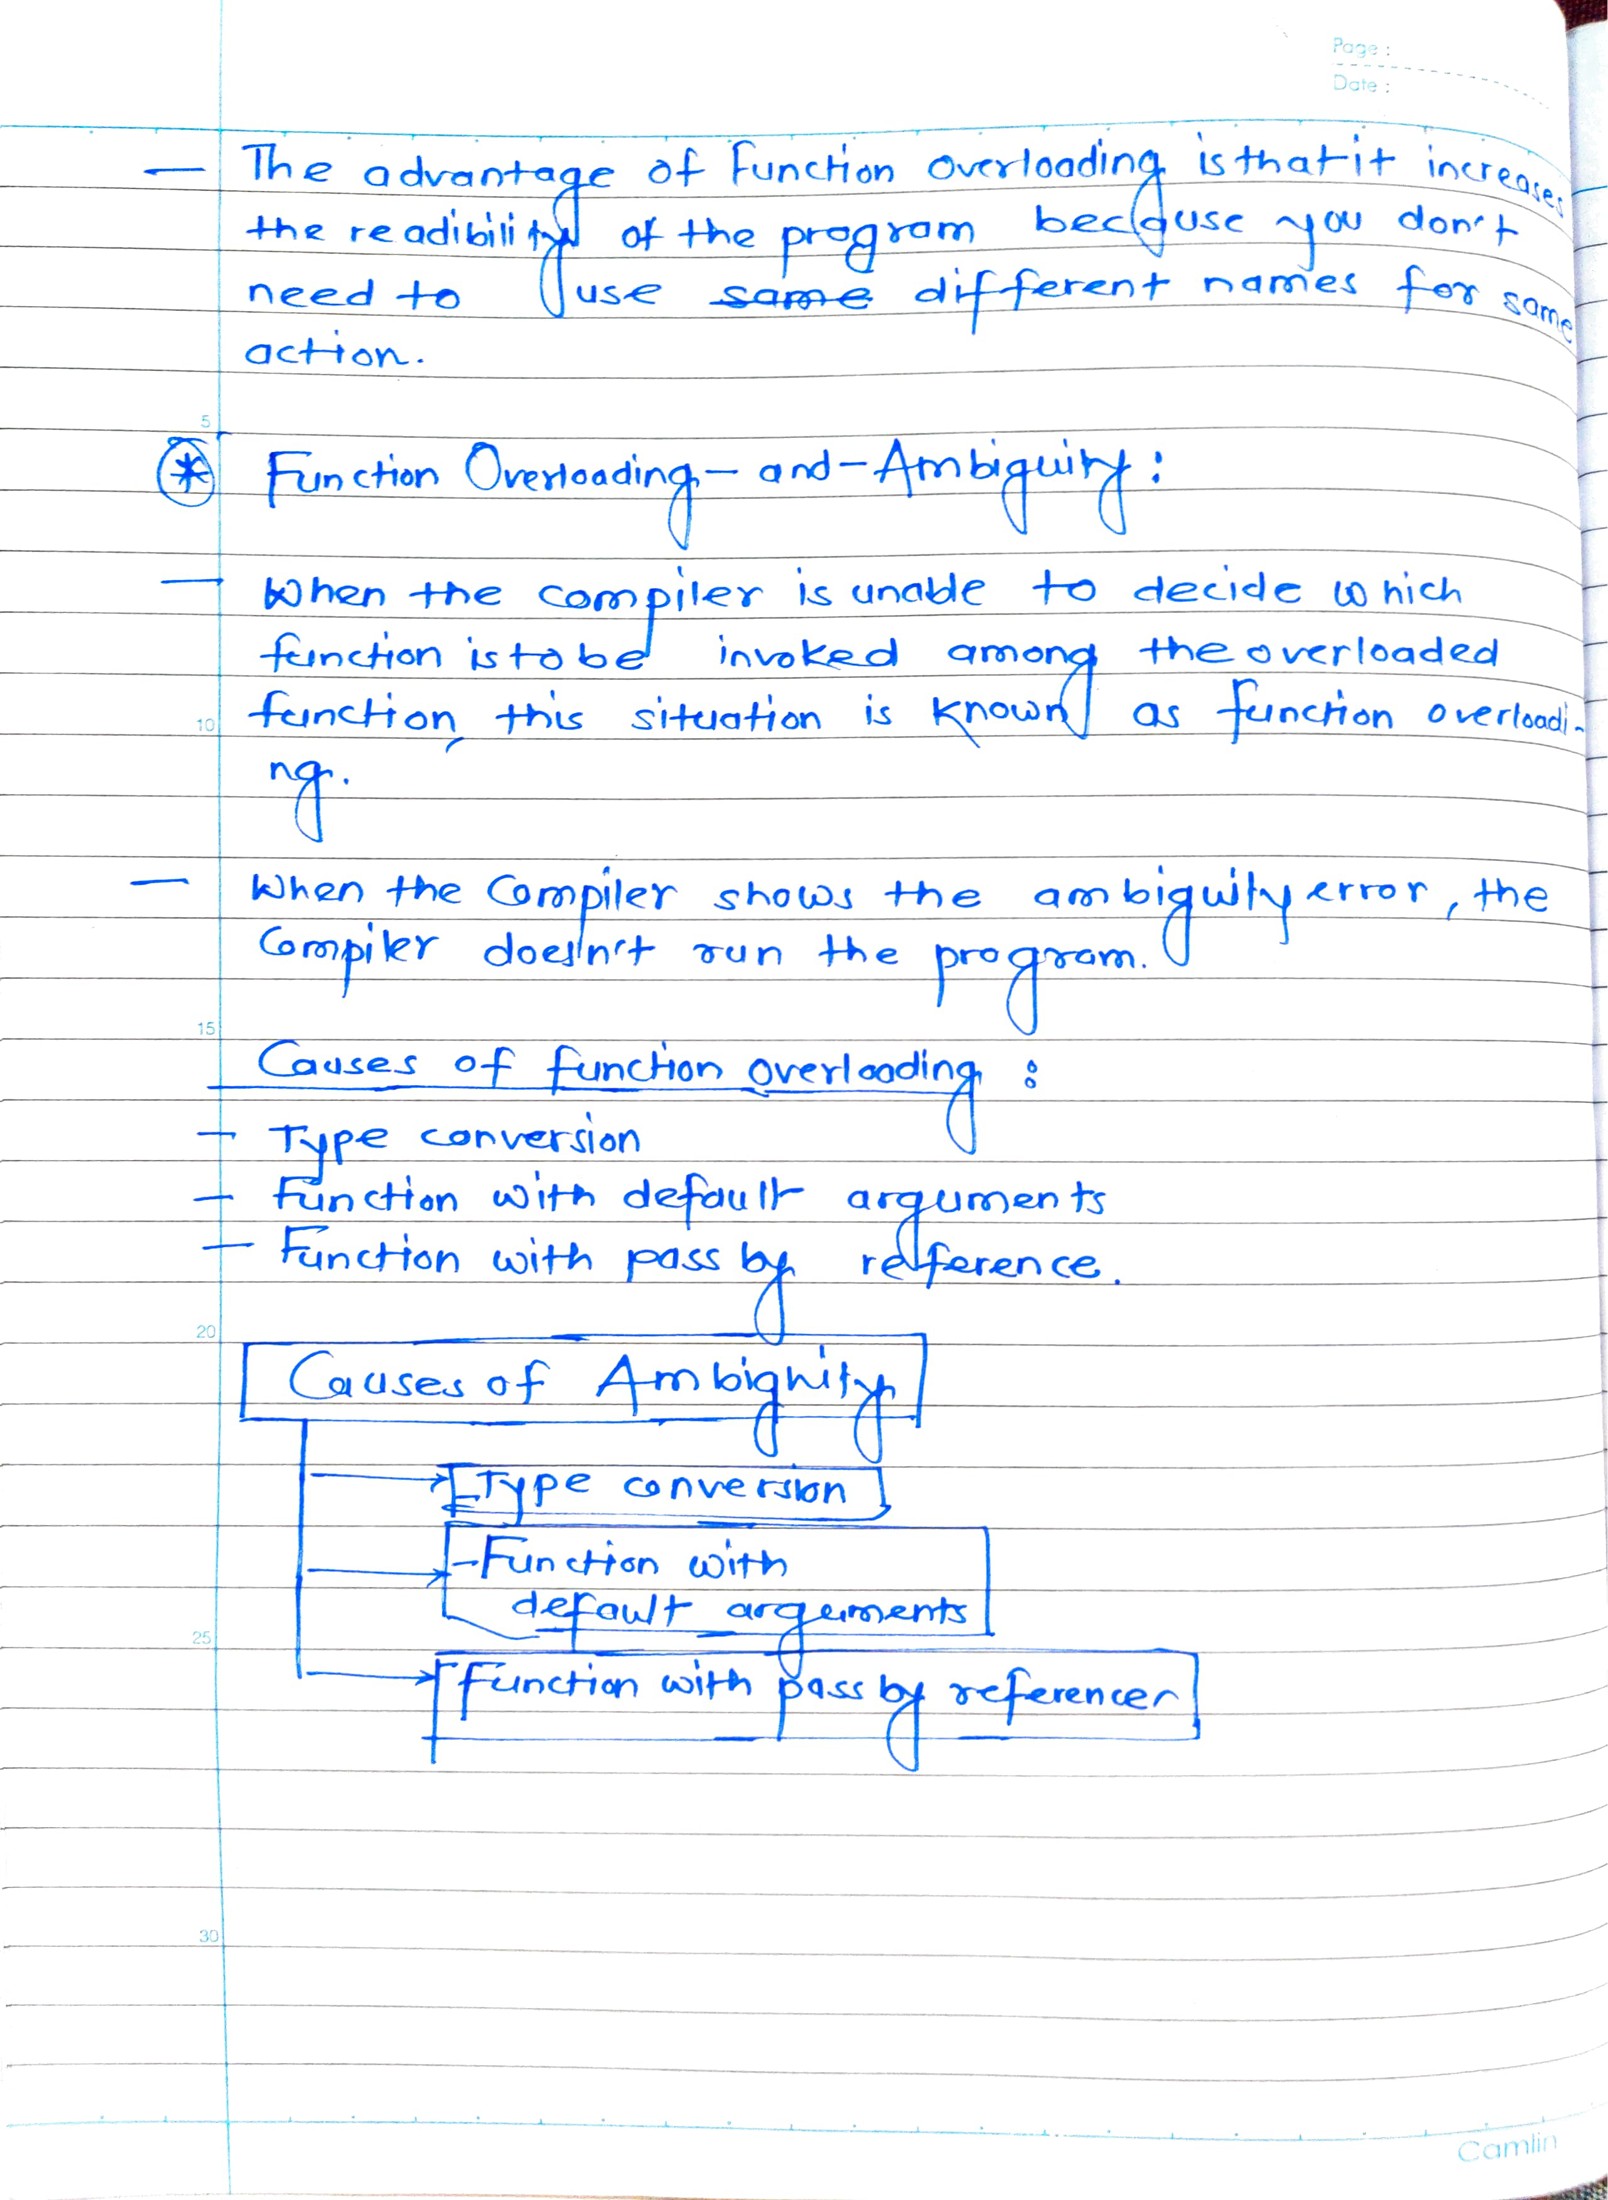 Page :
Date :
— The advantage of Function Overloading is that it increases
the readibility of the program because you don't
need to use same different names for same
action.
5
* Function Overloading-and-Ambiguity:
— When the compiler is unable to decide which
function is to be invoked among the overloaded
10
function, this situation is known as function overloadi-
ng.
— When the Compiler shows the ambiguity error, the
Compiler doesn't run the program.
15
Causes of function overloading :
- Type conversion
- Function with default arguments
- Function with pass by reference.
20
Causes of Ambiguity
Type conversion
-Function with
default arguments
25
Function with pass by referencer
30
Camlin